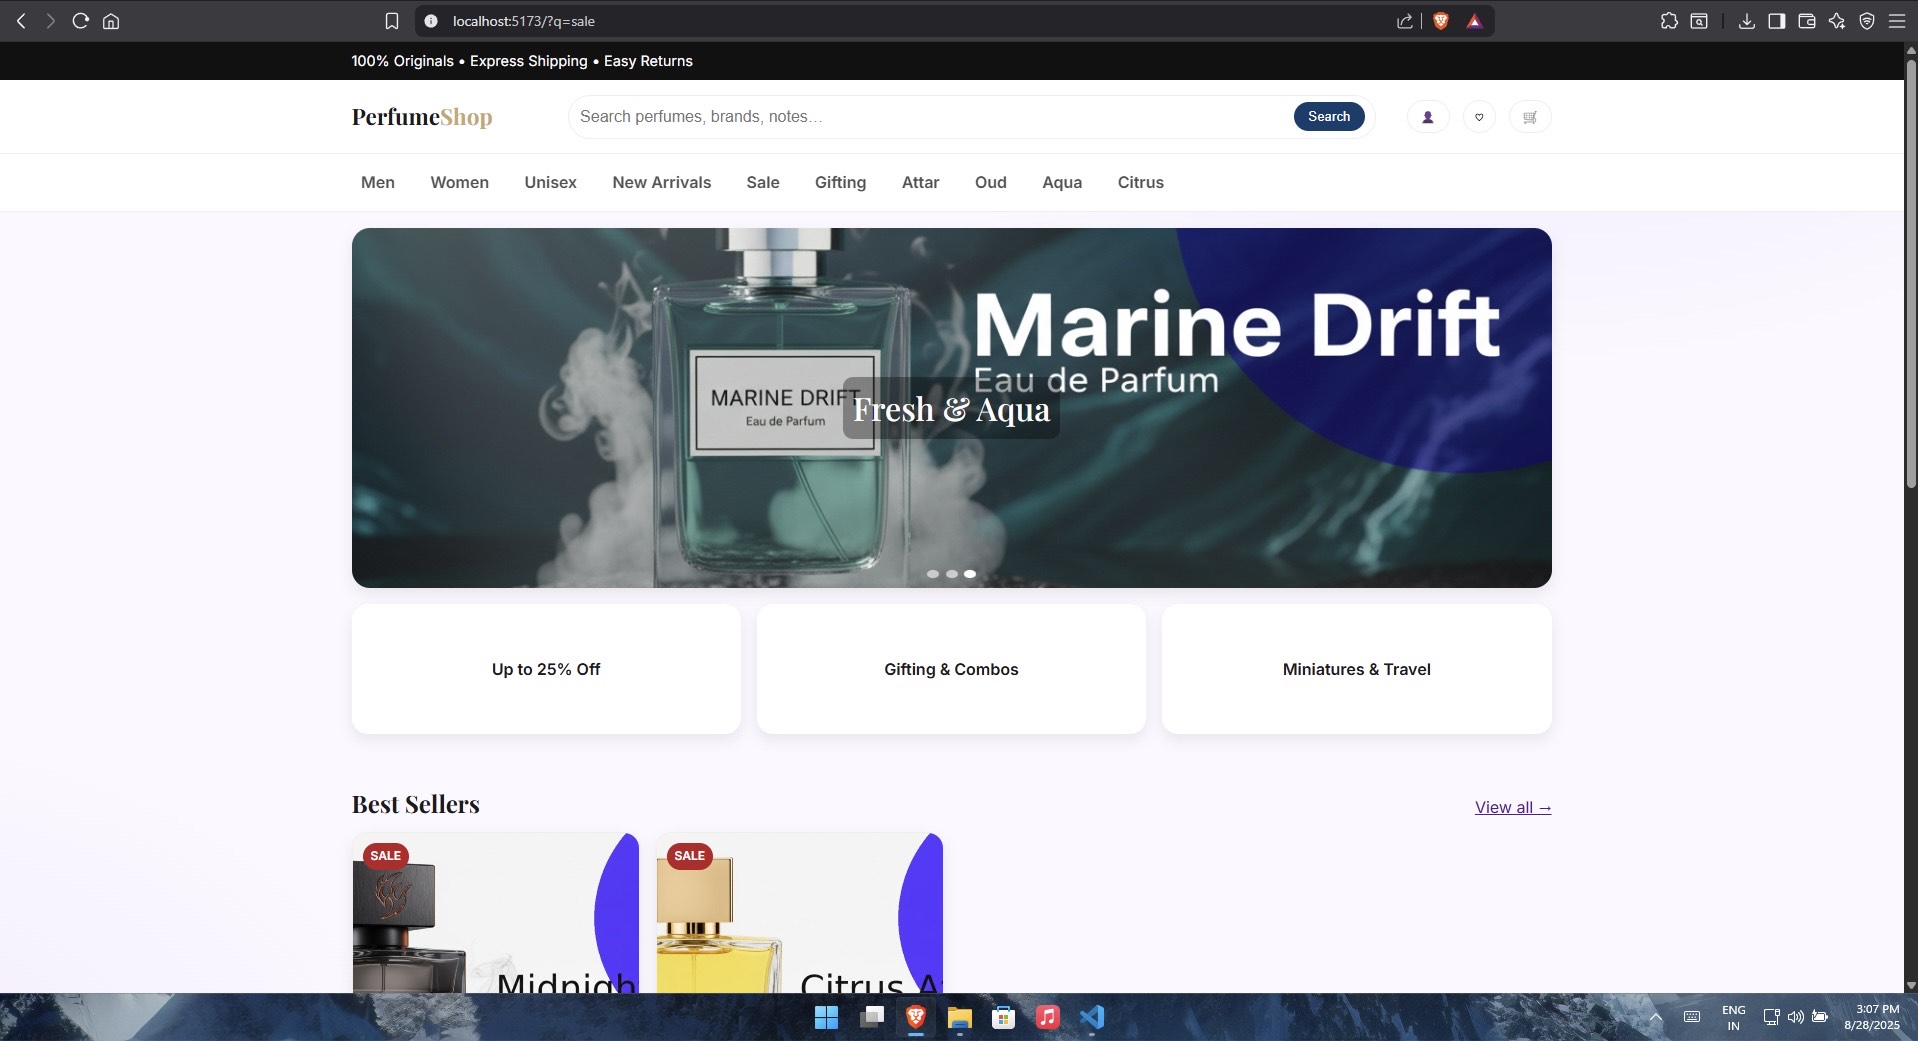 localhost:5173/?q=sale
100% Originals • Express Shipping • Easy Returns
PerfumeShop
Search perfumes, brands, notes…
Search
Men
Women
Unisex
New Arrivals
Sale
Gifting
Attar
Oud
Aqua
Citrus
Marine Drift
Eau de Parfum
MARINE DRIFT
Eau de Parfum
Fresh & Aqua
Up to 25% Off
Gifting & Combos
Miniatures & Travel
Best Sellers
View all →
SALE
SALE
Midnigh
Citrus A
ENG
IN
3:07 PM
8/28/2025